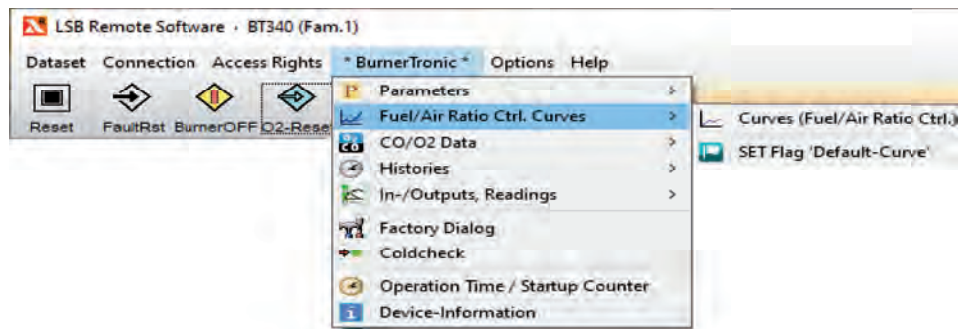 LSB Remote Software · BT340 (Fam.1)
Dataset Connection Access Rights * BurnerTronic * Options Help
Reset FaultRst BurnerOFF O2-Rese
P Parameters >
Fuel/Air Ratio Ctrl. Curves >
CO CO/O2 Data >
Histories >
In-/Outputs, Readings >
Factory Dialog
Coldcheck
Operation Time / Startup Counter
i Device-Information
Curves (Fuel/Air Ratio Ctrl.)
SET Flag 'Default-Curve'